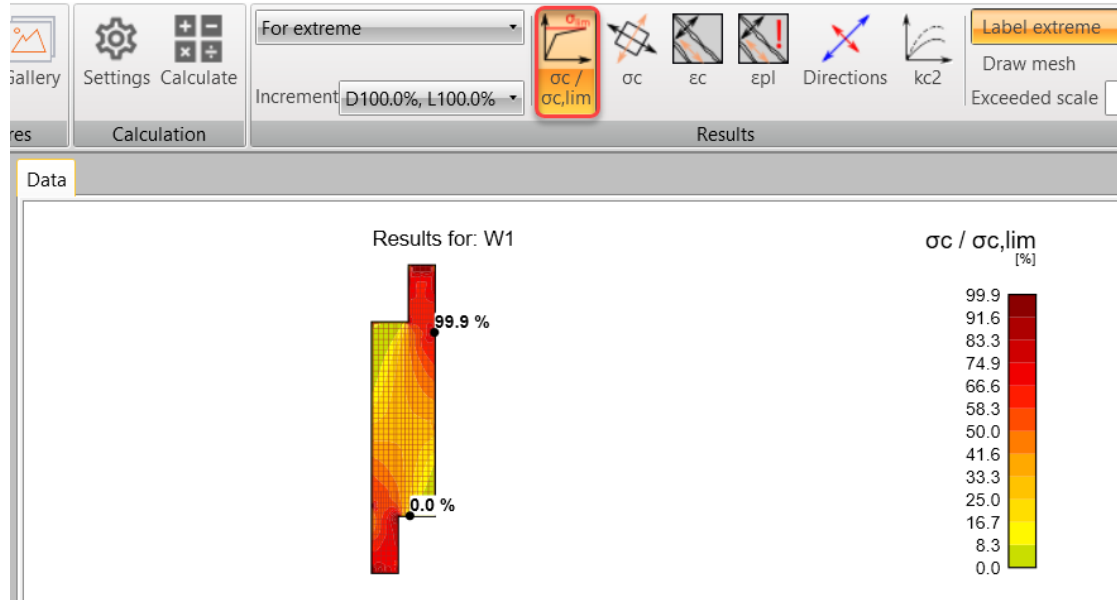 For extreme
σlim
Label extreme
Gallery
Settings
Calculate
σc /
σc,lim
σc
εc
εpl
Directions
kc2
Draw mesh
Increment
D100.0%, L100.0%
Exceeded scale
res
Calculation
Results
Data
Results for: W1
99.9 %
0.0 %
σc / σc,lim
[%]
99.9
91.6
83.3
74.9
66.6
58.3
50.0
41.6
33.3
25.0
16.7
8.3
0.0